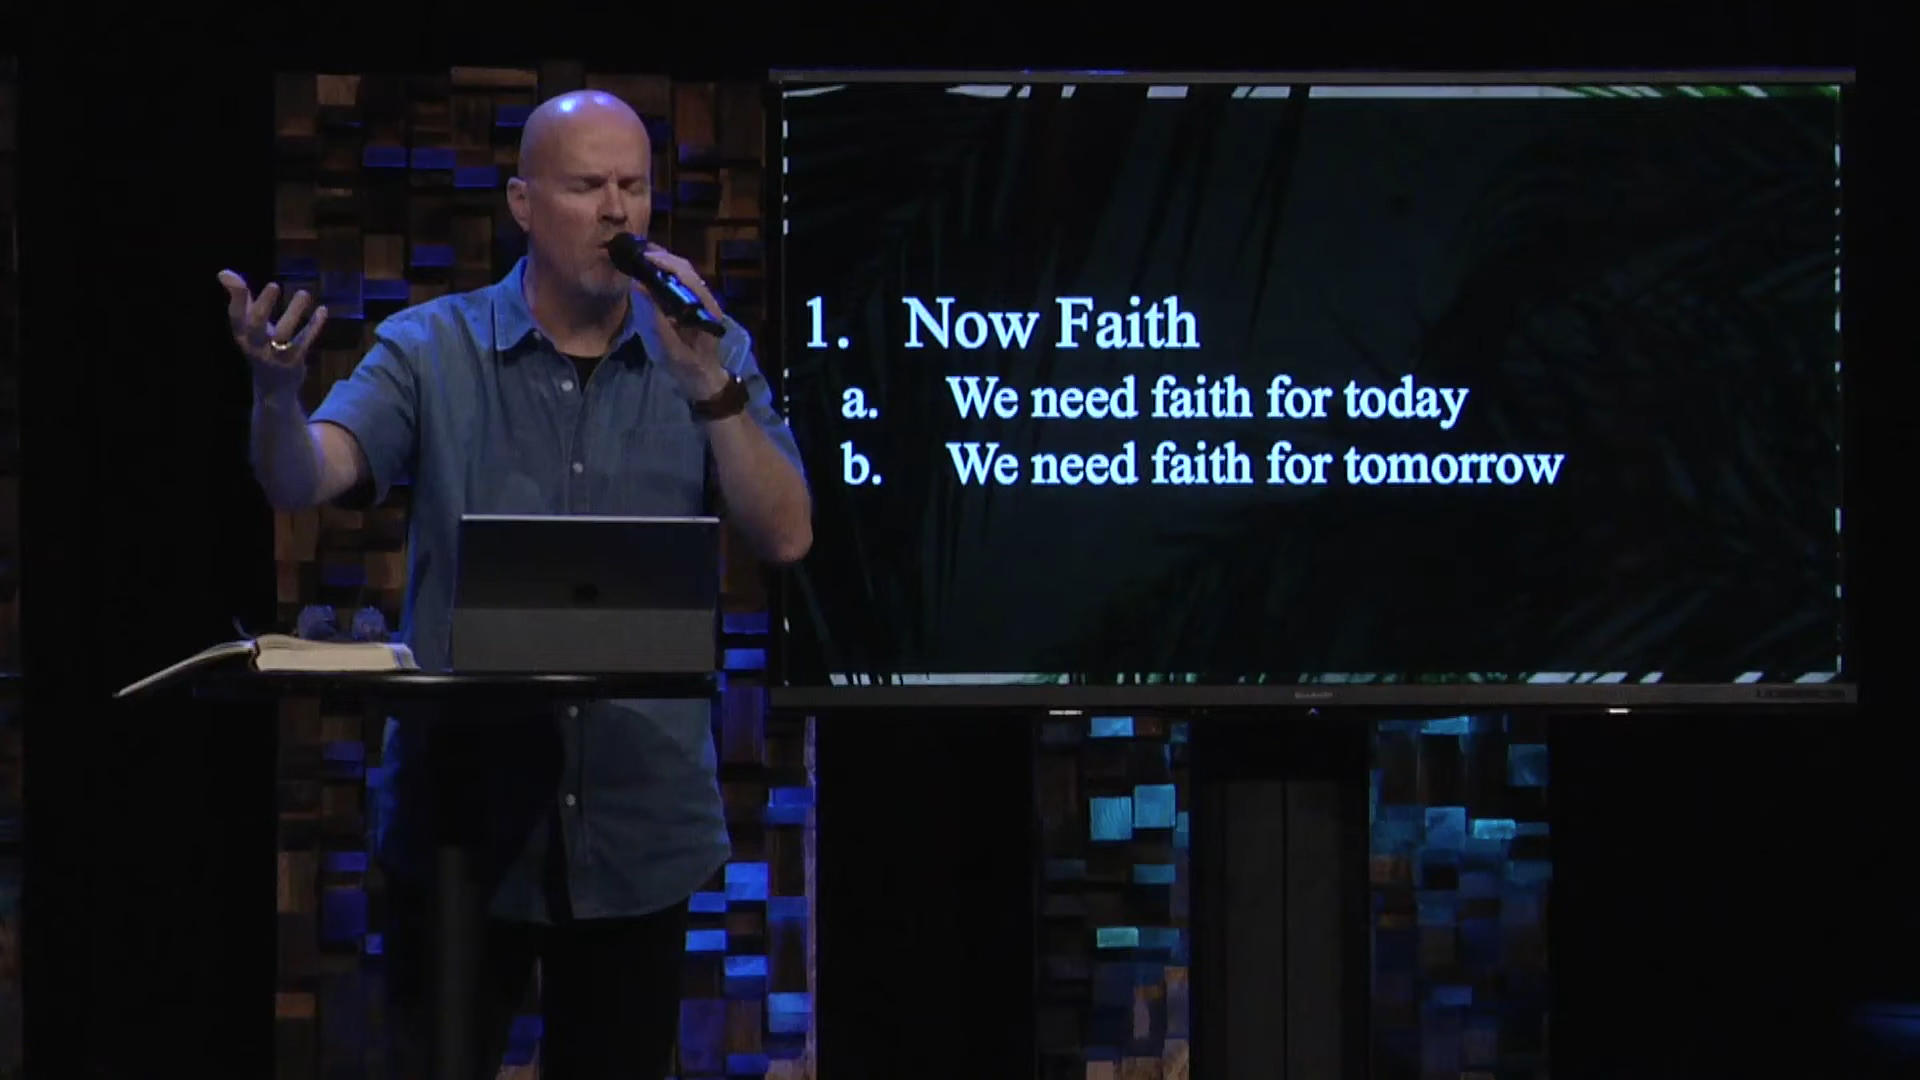 1. Now Faith
a. We need faith for today
b. We need faith for tomorrow